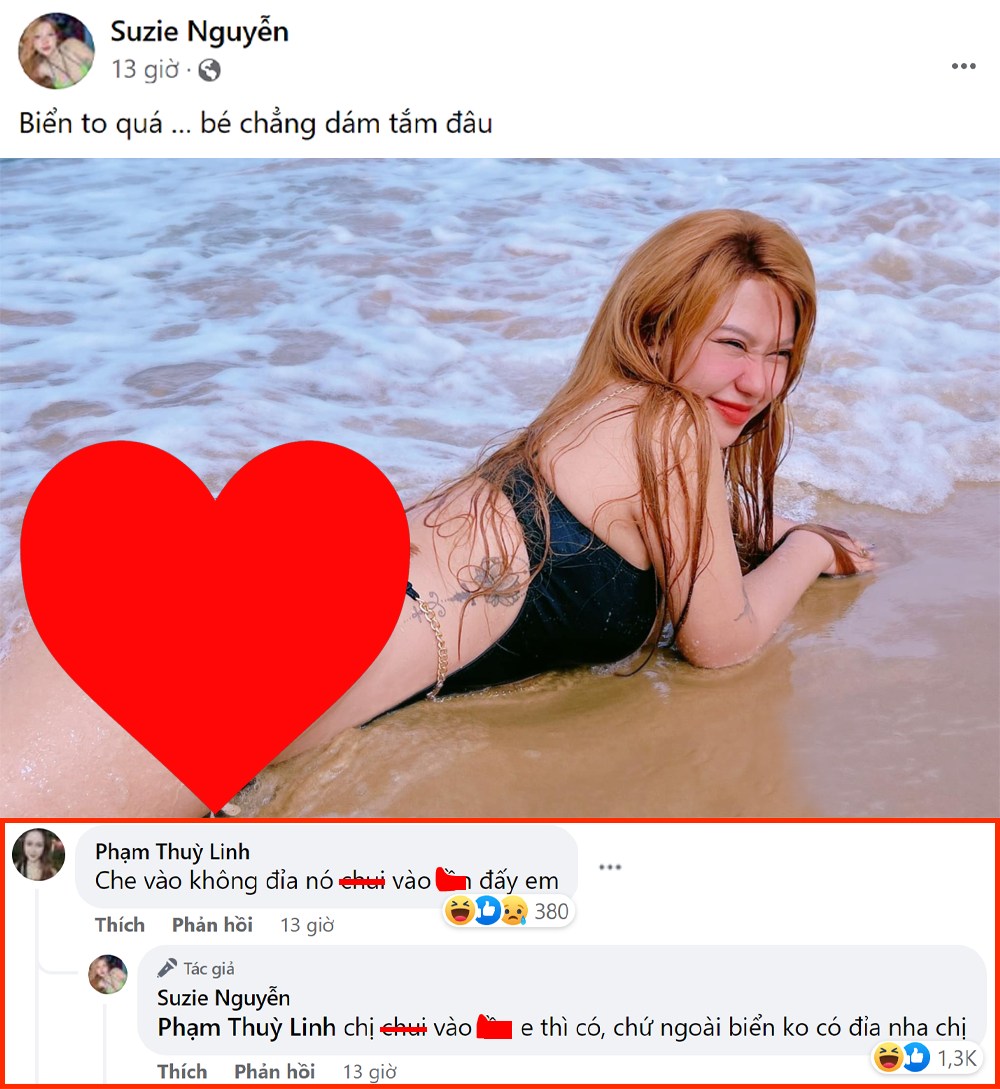 Suzie Nguyễn
13 giờ ·
Biển to quá ... bé chẳng dám tắm đâu
Phạm Thuỳ Linh
Che vào không đỉa nó chui vào đấy em
Thích Phản hồi 13 giờ
380
Tác giả
Suzie Nguyễn
Phạm Thuỳ Linh chị chui vào e thì có, chứ ngoài biển ko có đỉa nha chị
Thích Phản hồi 13 giờ
1,3K